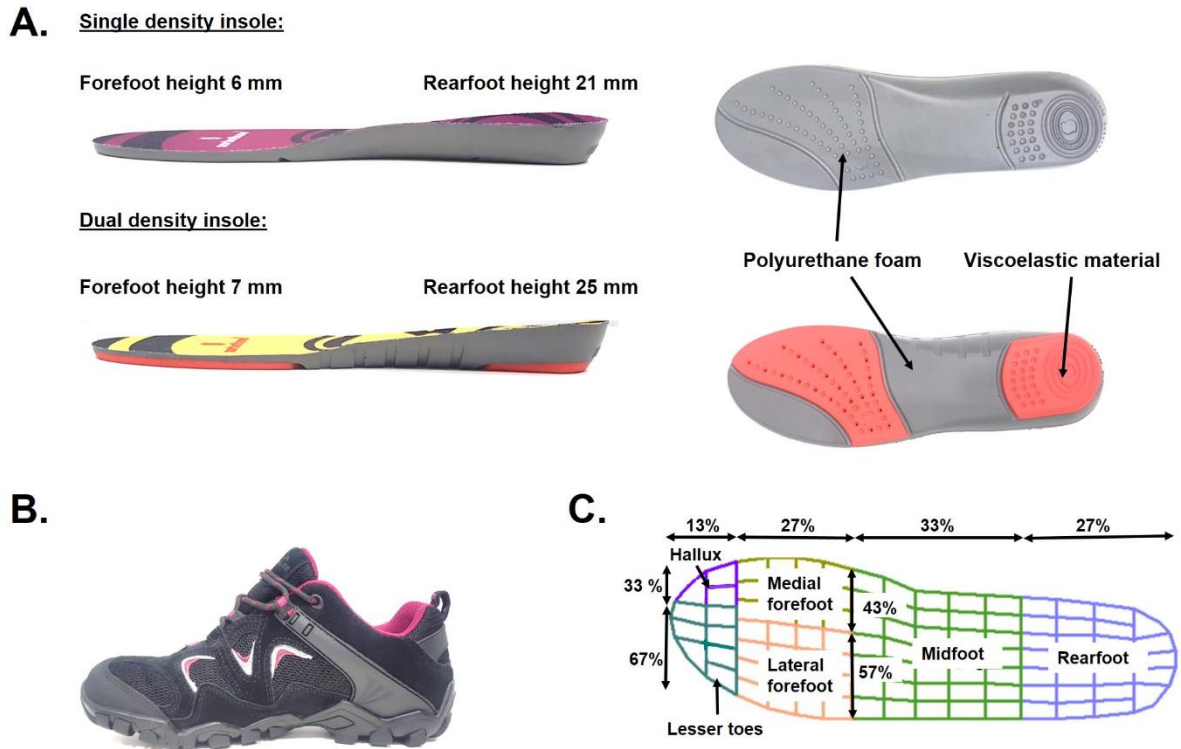 A.
Single density insole:
Forefoot height 6 mm
Rearfoot height 21 mm
Dual density insole:
Forefoot height 7 mm
Rearfoot height 25 mm
Polyurethane foam
Viscoelastic material
B.
C.
13%
27%
33%
27%
Hallux
33 %
67%
Medial
forefoot
43%
57%
Lateral
forefoot
Midfoot
Rearfoot
Lesser toes